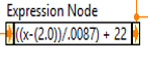 Expression Node
((x-(2.0))/.0087) + 22